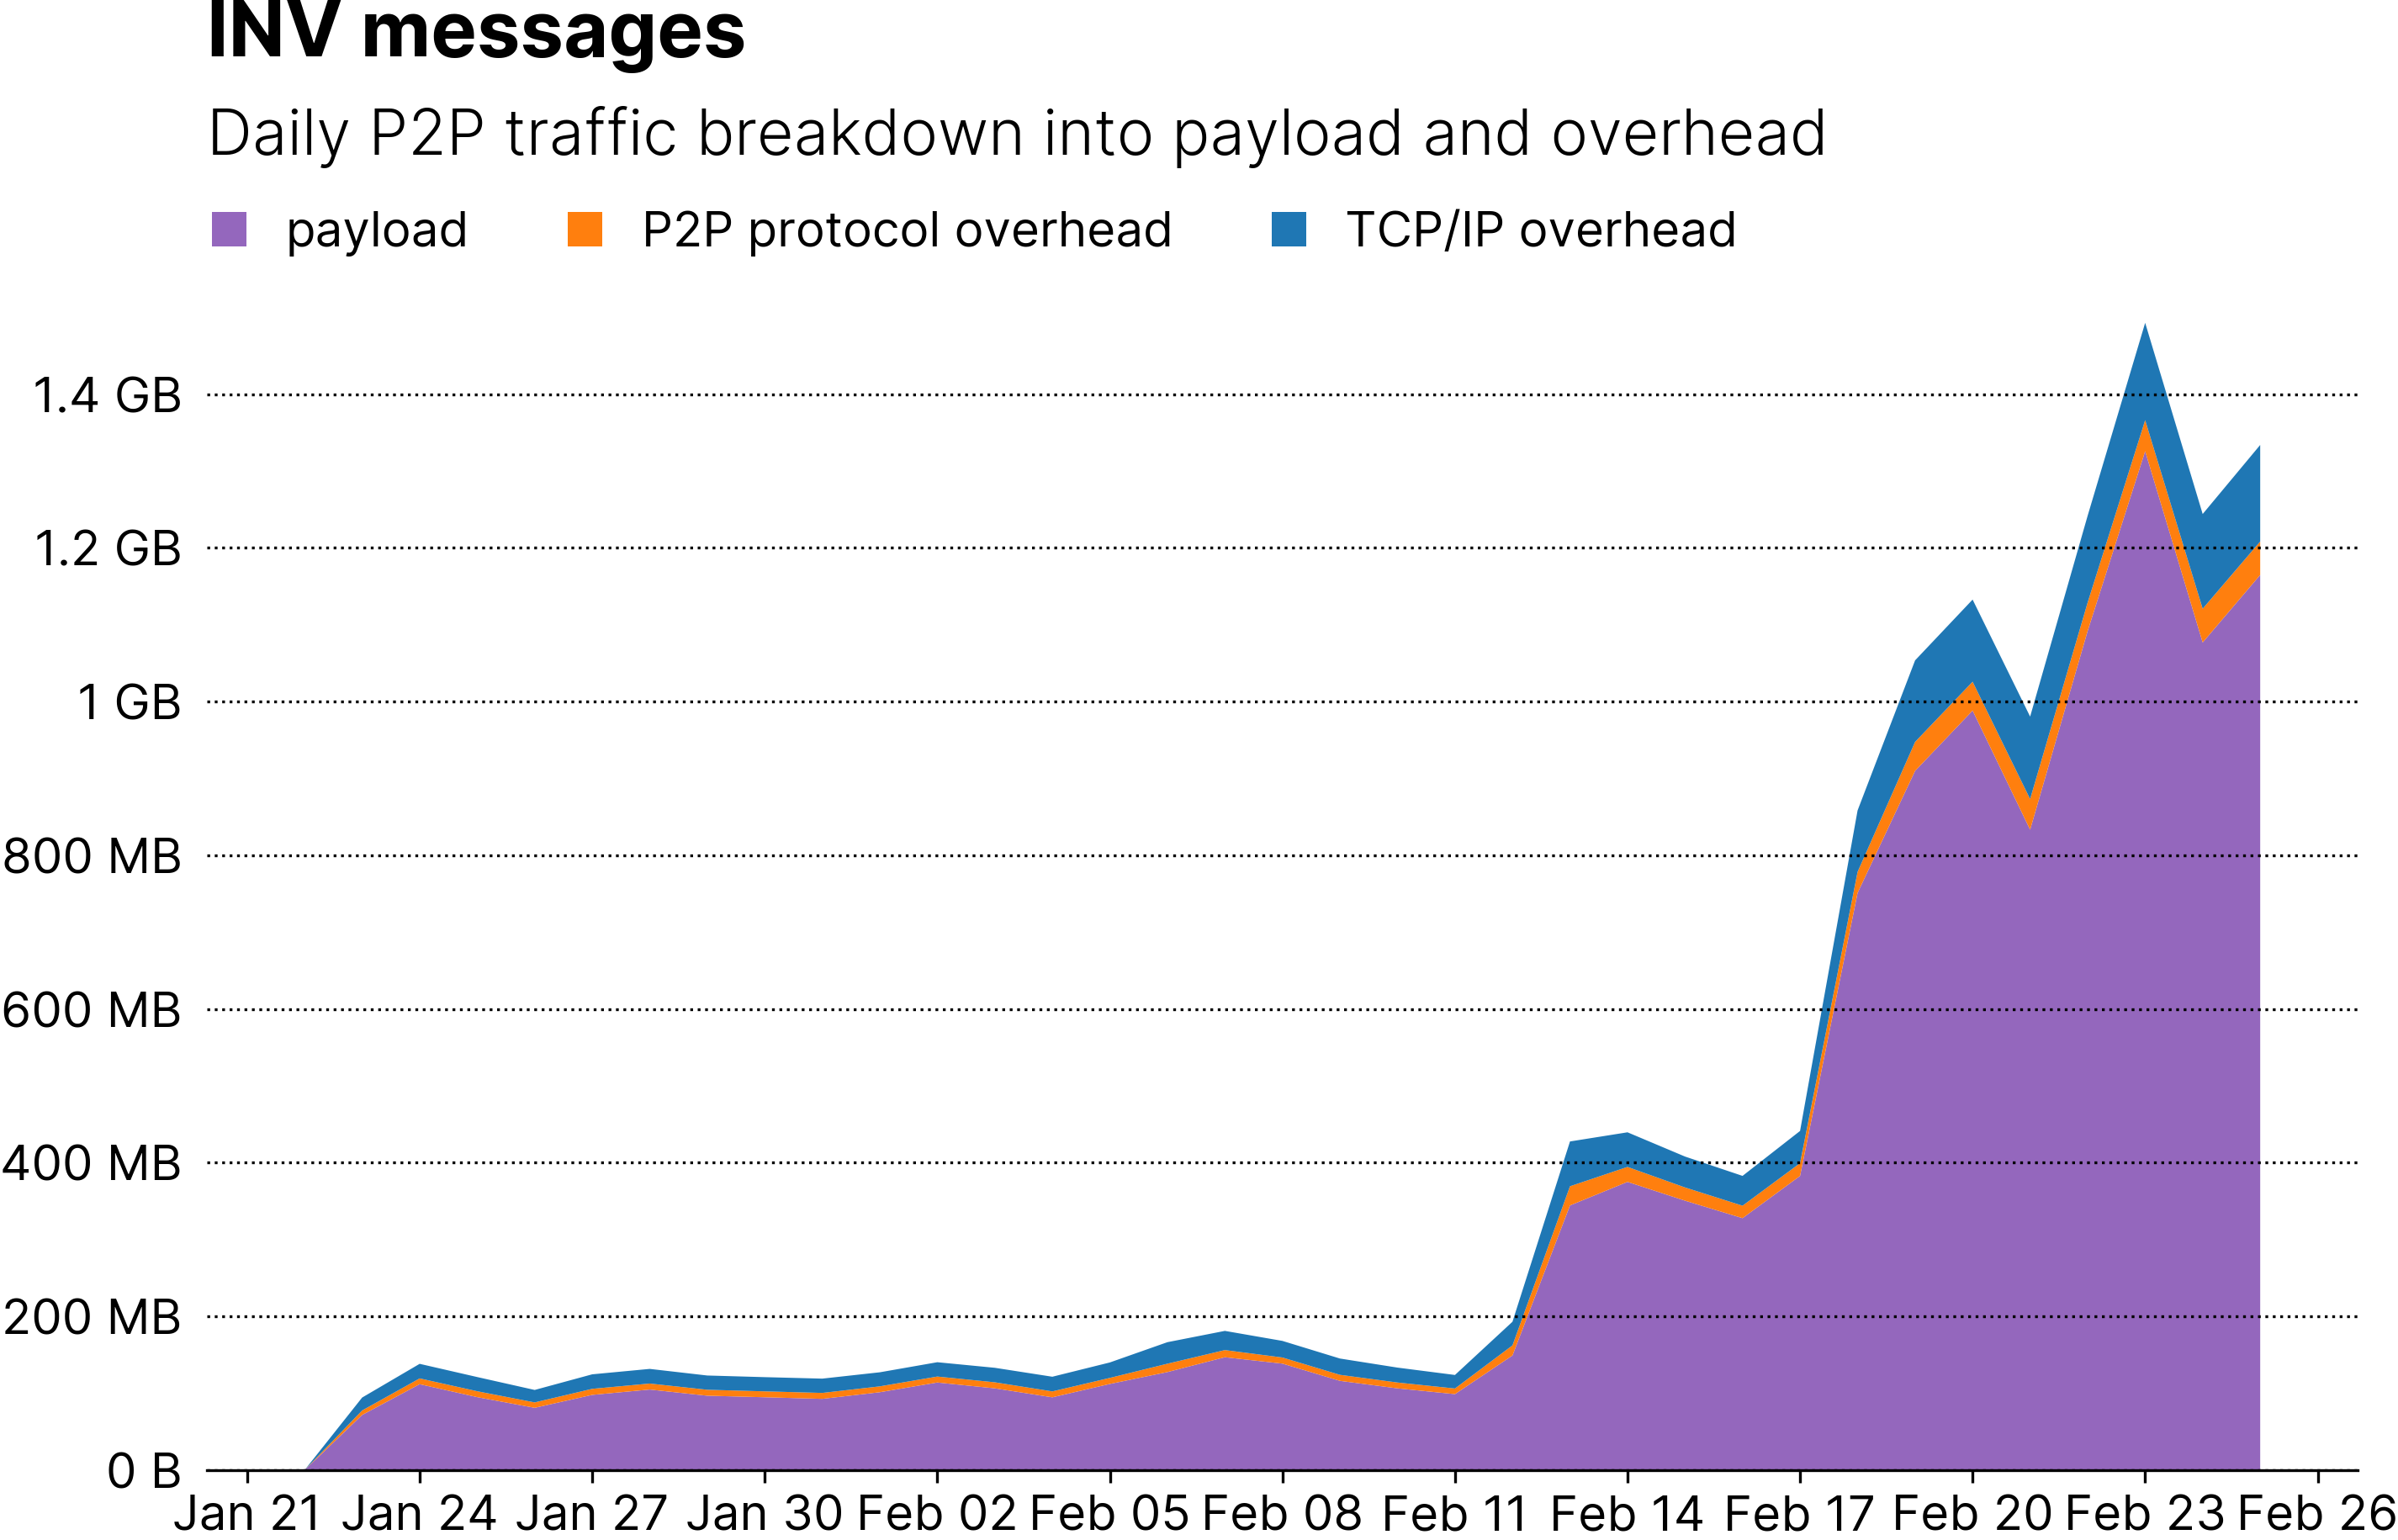 INV messages
Daily P2P traffic breakdown into payload and overhead
payload P2P protocol overhead TCP/IP overhead
1.4 GB
1.2 GB
1 GB
800 MB
600 MB
400 MB
200 MB
0 B
Jan 21 Jan 24 Jan 27 Jan 30 Feb 02 Feb 05 Feb 08 Feb 11 Feb 14 Feb 17 Feb 20 Feb 23 Feb 26